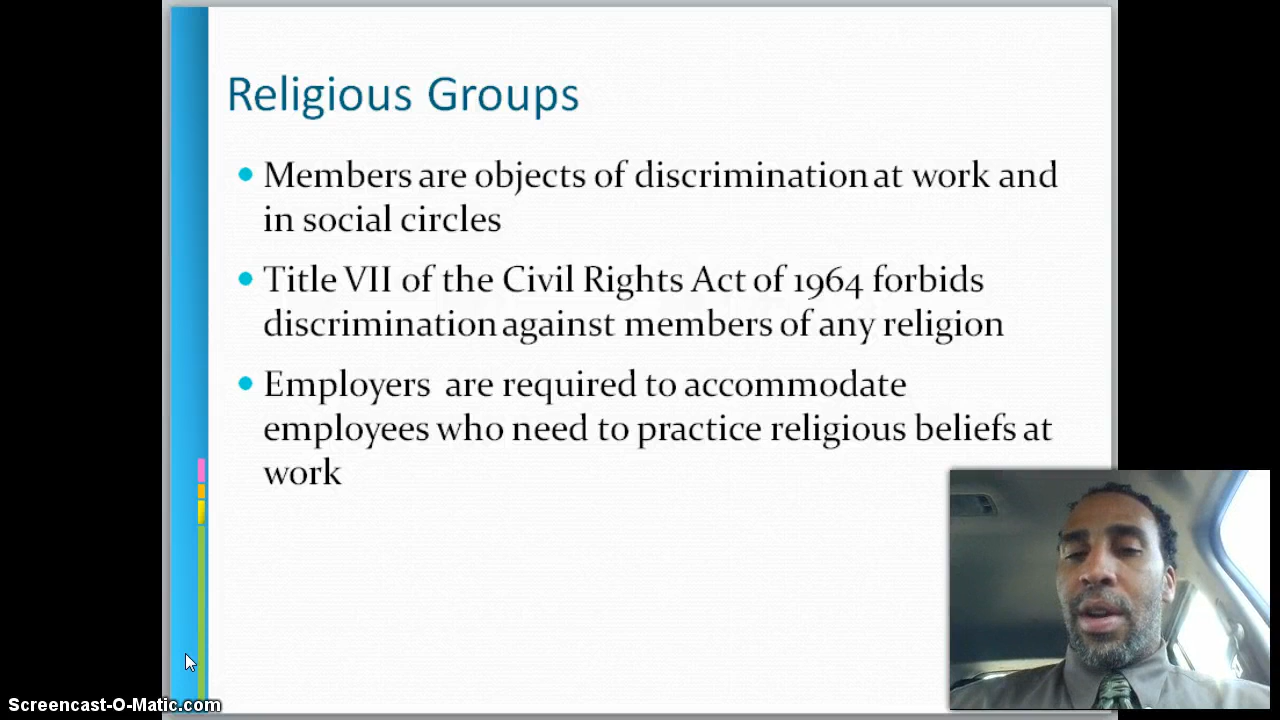 Religious Groups
Members are objects of discrimination at work and
in social circles
Title VII of the Civil Rights Act of 1964 forbids
discrimination against members of any religion
Employers are required to accommodate
employees who need to practice religious beliefs at
work
Screencast-O-Matic.com